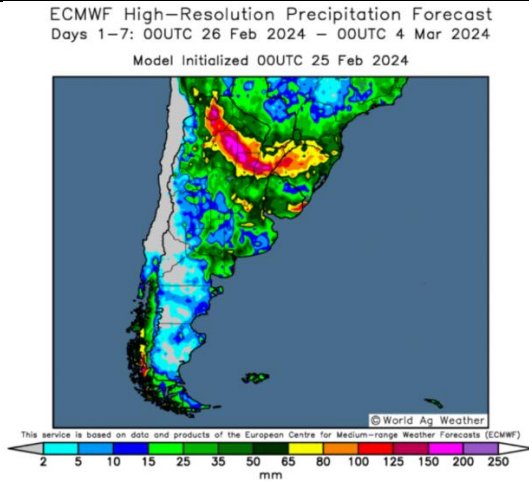 ECMWF High-Resolution Precipitation Forecast
Days 1-7: 00UTC 26 Feb 2024 - 00UTC 4 Mar 2024
Model Initialized 00UTC 25 Feb 2024
©World Ag Weather
This service is based on data and products of the European Centre for Medium-range Weather Forecasts (ECMWF)
2 5 10 15 25 35 50 65 80 100 125 150 200 250
mm